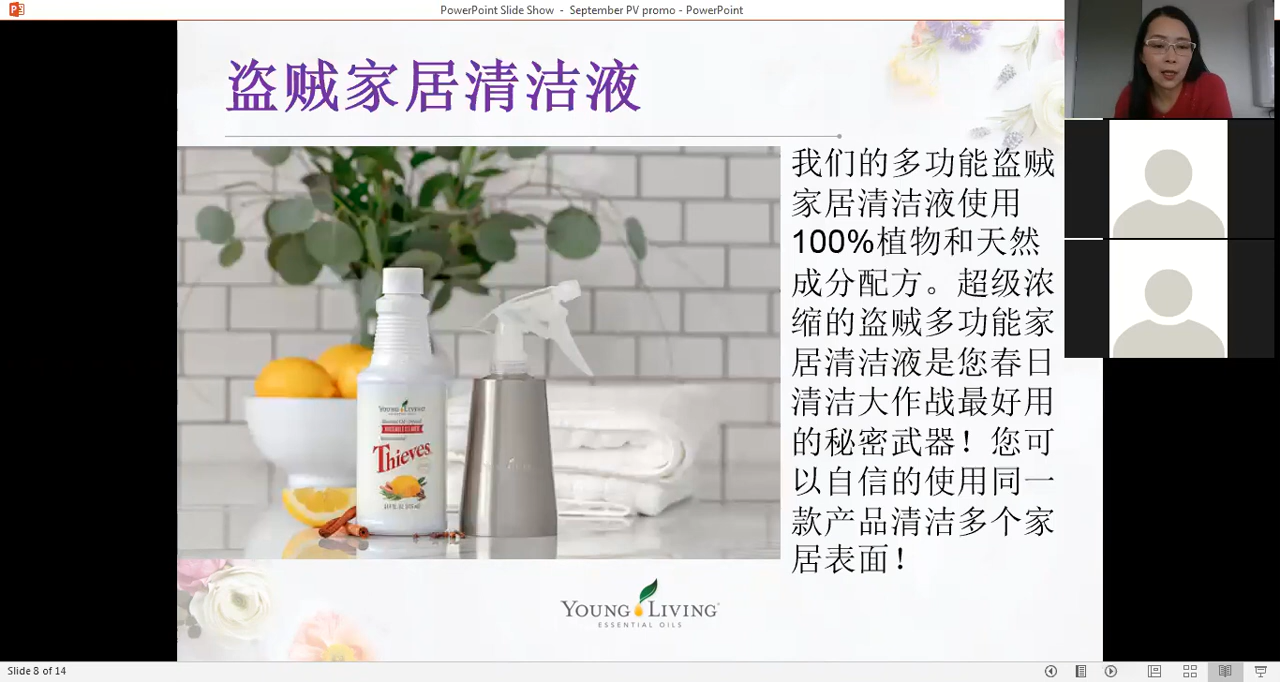 PowerPoint Slide Show - September PV promo - PowerPoint
盗贼家居清洁液
我们的多功能盗贼
家居清洁液使用
100%植物和天然
成分配方。超级浓
缩的盗贼多功能家
居清洁液是您春日
清洁大作战最好用
的秘密武器！您可
以自信的使用同一
款产品清洁多个家
居表面！
YOUNG LIVING
HOUSEHOLD CLEANER
Thieves
YOUNG LIVING
ESSENTIAL OILS
Slide 8 of 14